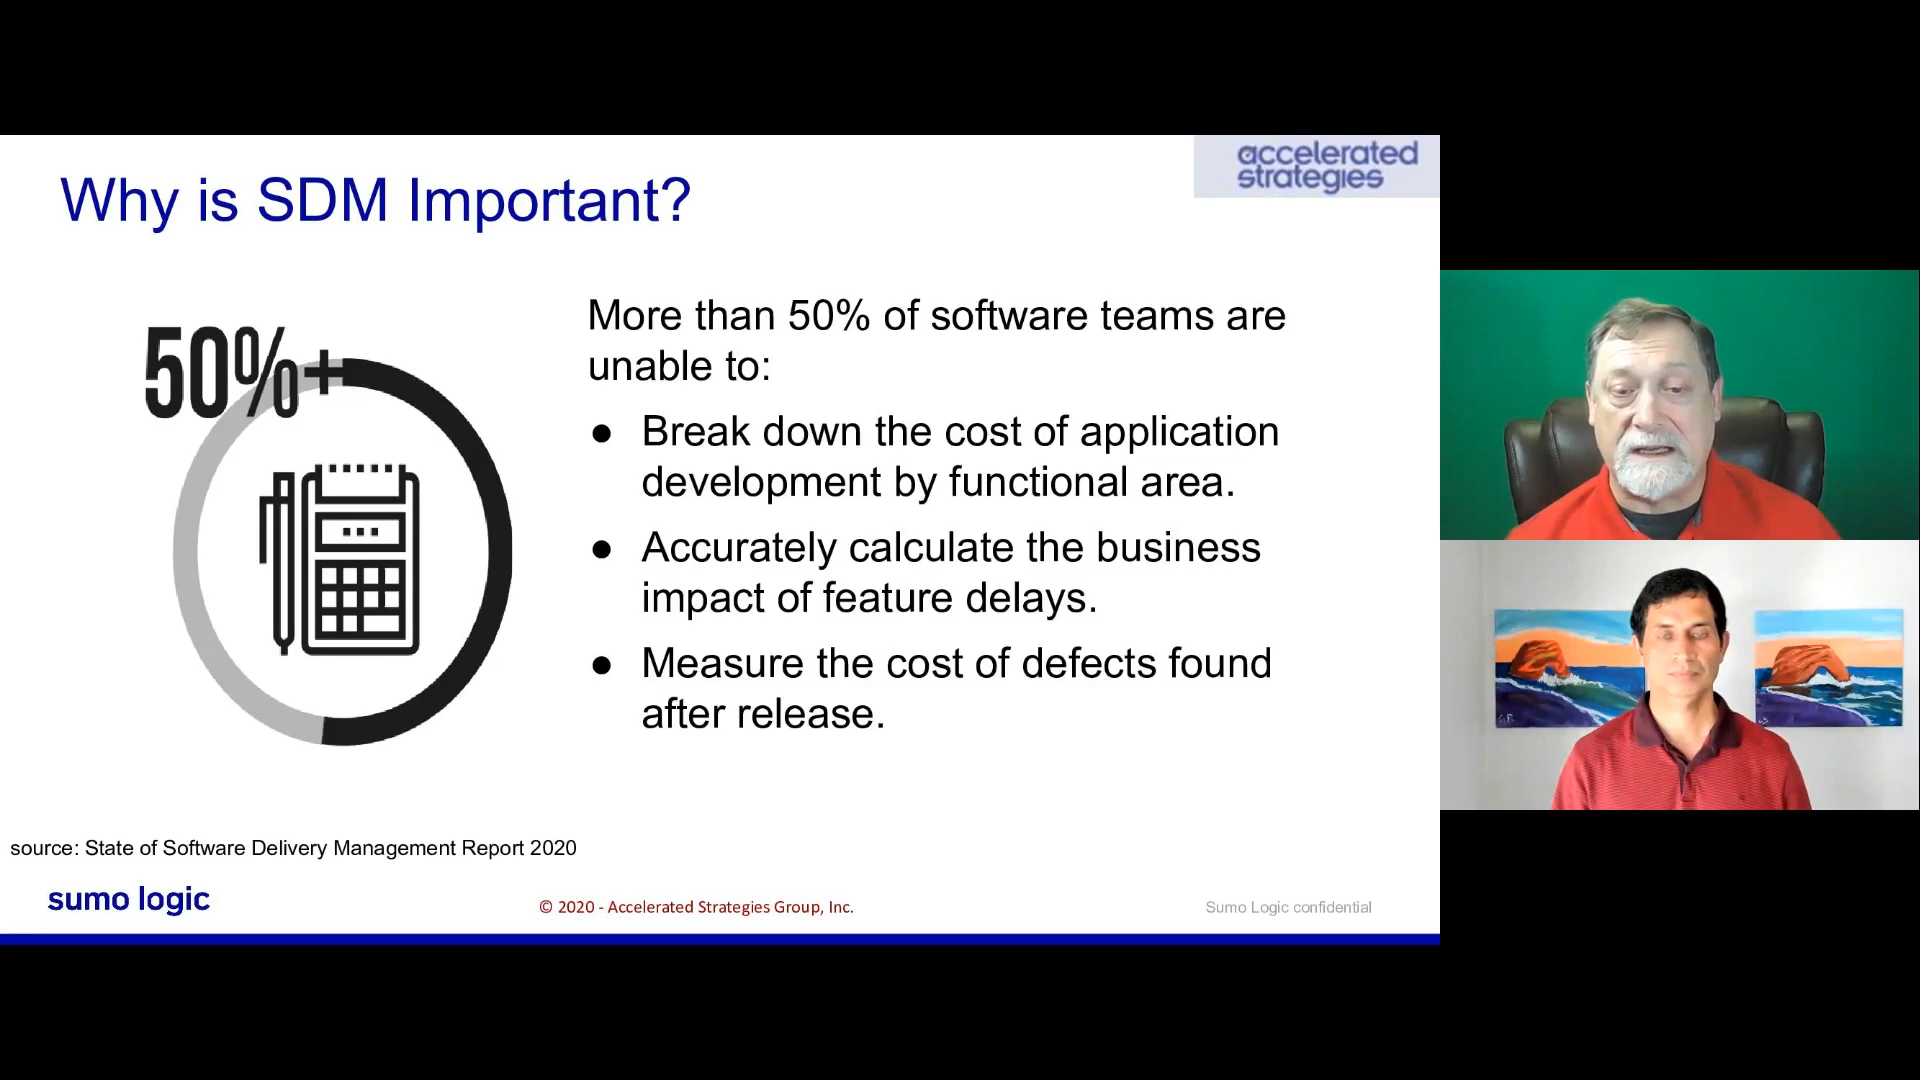 accelerated
strategies
Why is SDM Important?
50%+
More than 50% of software teams are
unable to:
● Break down the cost of application
development by functional area.
● Accurately calculate the business
impact of feature delays.
● Measure the cost of defects found
after release.
source: State of Software Delivery Management Report 2020
sumo logic
© 2020 - Accelerated Strategies Group, Inc.
Sumo Logic confidential